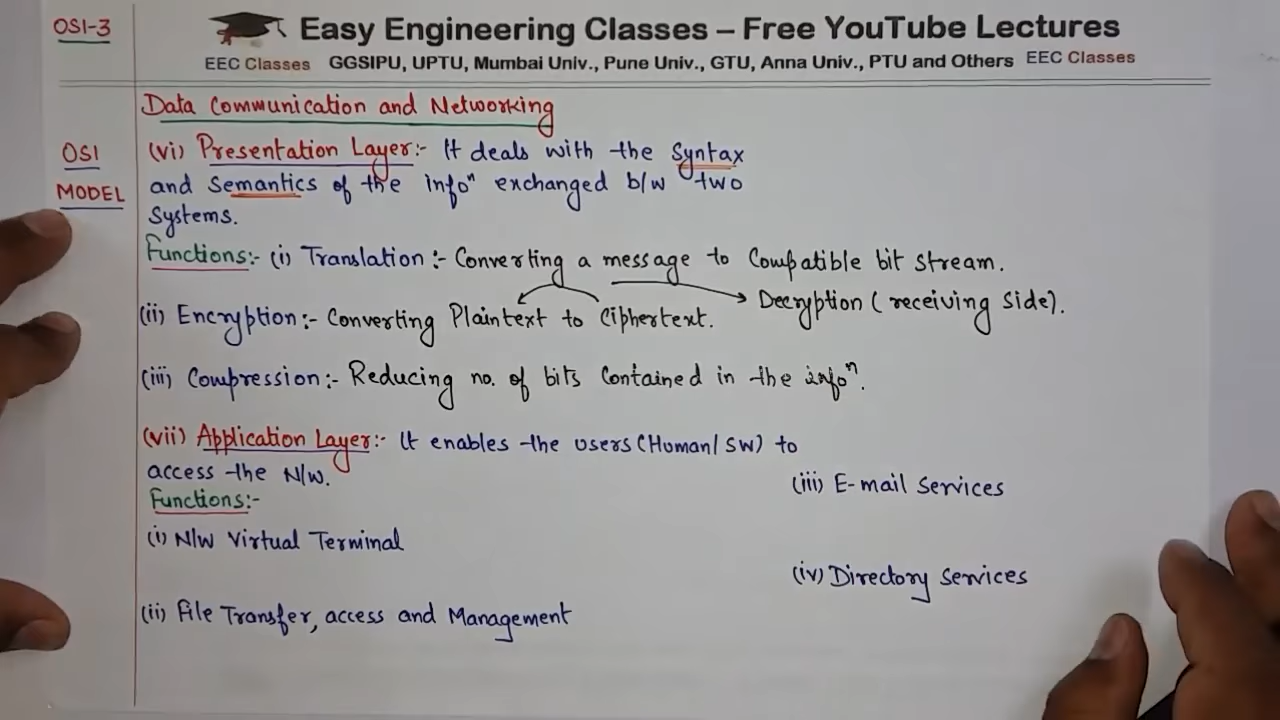 OSI-3
Easy Engineering Classes – Free YouTube Lectures
EEC Classes GGSIPU, UPTU, Mumbai Univ., Pune Univ., GTU, Anna Univ., PTU and Others EEC Classes
Data Communication and Networking
OSI
MODEL
(vi) Presentation Layer:- It deals with the Syntax
and Semantics of the infoⁿ exchanged b/w two
Systems.
Functions:- (i) Translation:- Converting a message to Compatible bit stream.
Decryption (receiving side).
(ii) Encryption:- Converting Plaintext to Ciphertext.
(iii) Compression:- Reducing no. of bits Contained in the infoⁿ.
(vii) Application Layer:- It enables the users (Human/SW) to
access the N/W.
Functions:-
(i) N/W Virtual Terminal
(ii) File Transfer, access and Management
(iii) E-mail Services
(iv) Directory Services